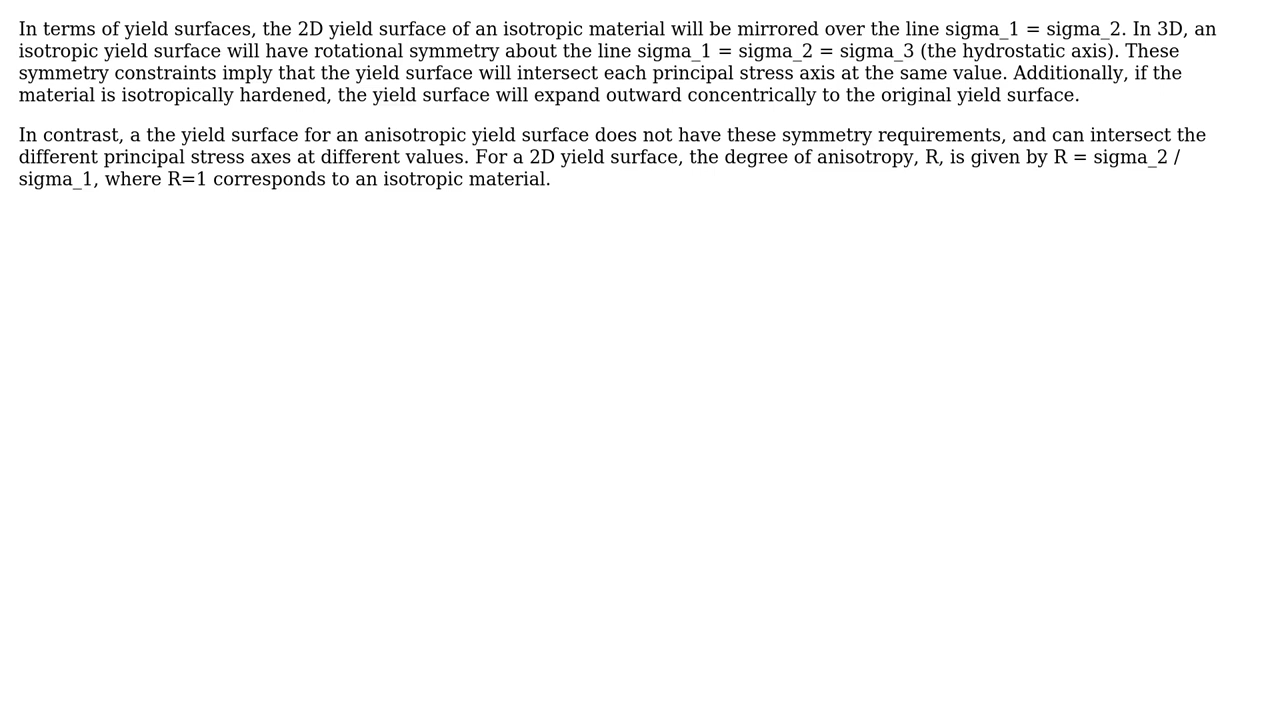 In terms of yield surfaces, the 2D yield surface of an isotropic material will be mirrored over the line sigma_1 = sigma_2. In 3D, an
isotropic yield surface will have rotational symmetry about the line sigma_1 = sigma_2 = sigma_3 (the hydrostatic axis). These
symmetry constraints imply that the yield surface will intersect each principal stress axis at the same value. Additionally, if the
material is isotropically hardened, the yield surface will expand outward concentrically to the original yield surface.
In contrast, a the yield surface for an anisotropic yield surface does not have these symmetry requirements, and can intersect the
different principal stress axes at different values. For a 2D yield surface, the degree of anisotropy, R, is given by R = sigma_2 /
sigma_1, where R=1 corresponds to an isotropic material.